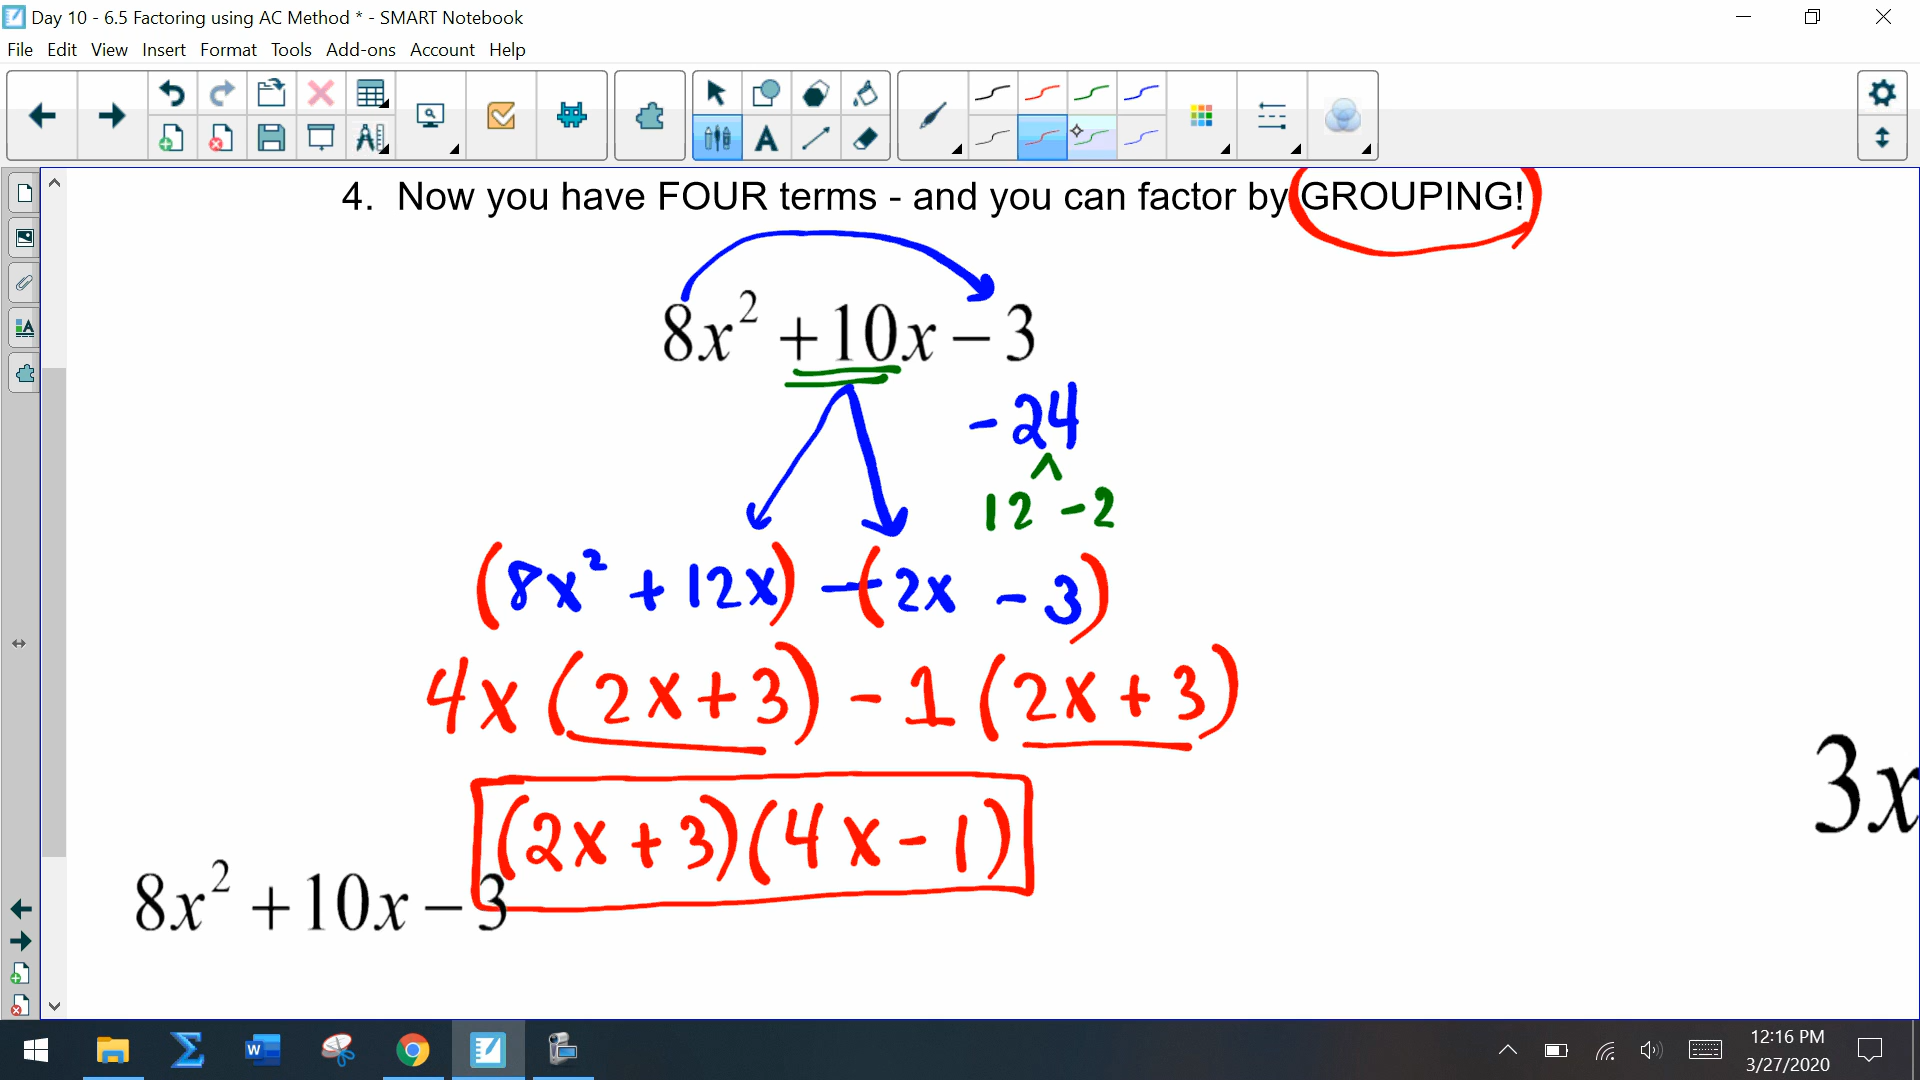 Day 10 - 6.5 Factoring using AC Method * - SMART Notebook
File Edit View Insert Format Tools Add-ons Account Help
4. Now you have FOUR terms - and you can factor by GROUPING!
8x² +10x − 3
-24
12 -2
(8x² + 12x) -(2x - 3)
4x (2x+3) - 1 (2x + 3)
3x
(2x + 3)(4x - 1)
8x² +10x − 3
12:16 PM
3/27/2020